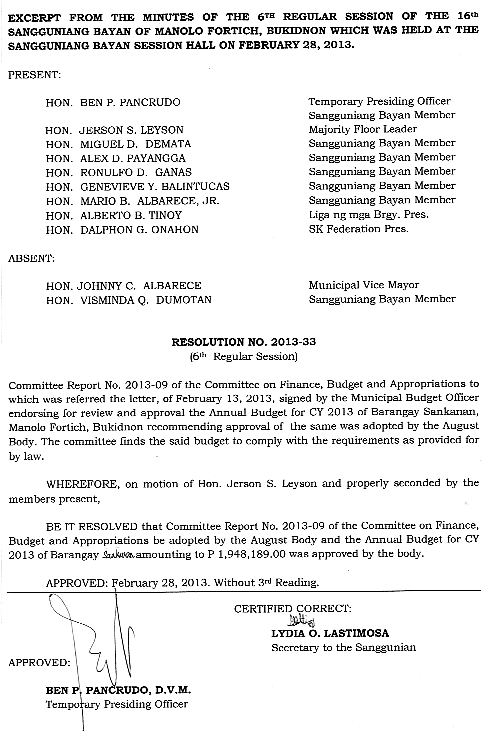 EXCERPT FROM THE MINUTES OF THE 6TH REGULAR SESSION OF THE 16th
SANGGUNIANG BAYAN OF MANOLO FORTICH, BUKIDNON WHICH WAS HELD AT THE
SANGGUNIANG BAYAN SESSION HALL ON FEBRUARY 28, 2013.
PRESENT:
HON. BEN P. PANCRUDO Temporary Presiding Officer
Sangguniang Bayan Member
HON. JERSON S. LEYSON Majority Floor Leader
HON. MIGUEL D. DEMATA Sangguniang Bayan Member
HON. ALEX D. PAYANGGA Sangguniang Bayan Member
HON. RONULFO D. GANAS Sangguniang Bayan Member
HON. GENEVIEVE Y. BALINTUCAS Sangguniang Bayan Member
HON. MARIO B. ALBARECE, JR. Sangguniang Bayan Member
HON. ALBERTO B. TINOY Liga ng mga Brgy. Pres.
HON. DALPHON G. ONAHON SK Federation Pres.
ABSENT:
HON. JOHNNY C. ALBARECE Municipal Vice Mayor
HON. VISMINDA Q. DUMOTAN Sangguniang Bayan Member
RESOLUTION NO. 2013-33
(6th Regular Session)
Committee Report No. 2013-09 of the Committee on Finance, Budget and Appropriations to
which was referred the letter, of February 13, 2013, signed by the Municipal Budget Officer
endorsing for review and approval the Annual Budget for CY 2013 of Barangay Sankanan,
Manolo Fortich, Bukidnon recommending approval of the same was adopted by the August
Body. The committee finds the said budget to comply with the requirements as provided for
by law.
WHEREFORE, on motion of Hon. Jerson S. Leyson and properly seconded by the
members present,
BE IT RESOLVED that Committee Report No. 2013-09 of the Committee on Finance,
Budget and Appropriations be adopted by the August Body and the Annual Budget for CY
2013 of Barangay amounting to P 1,948,189.00 was approved by the body.
APPROVED: February 28, 2013. Without 3rd Reading.
CERTIFIED CORRECT:
LYDIA O. LASTIMOSA
Secretary to the Sanggunian
APPROVED:
BEN P. PANCRUDO, D.V.M.
Temporary Presiding Officer